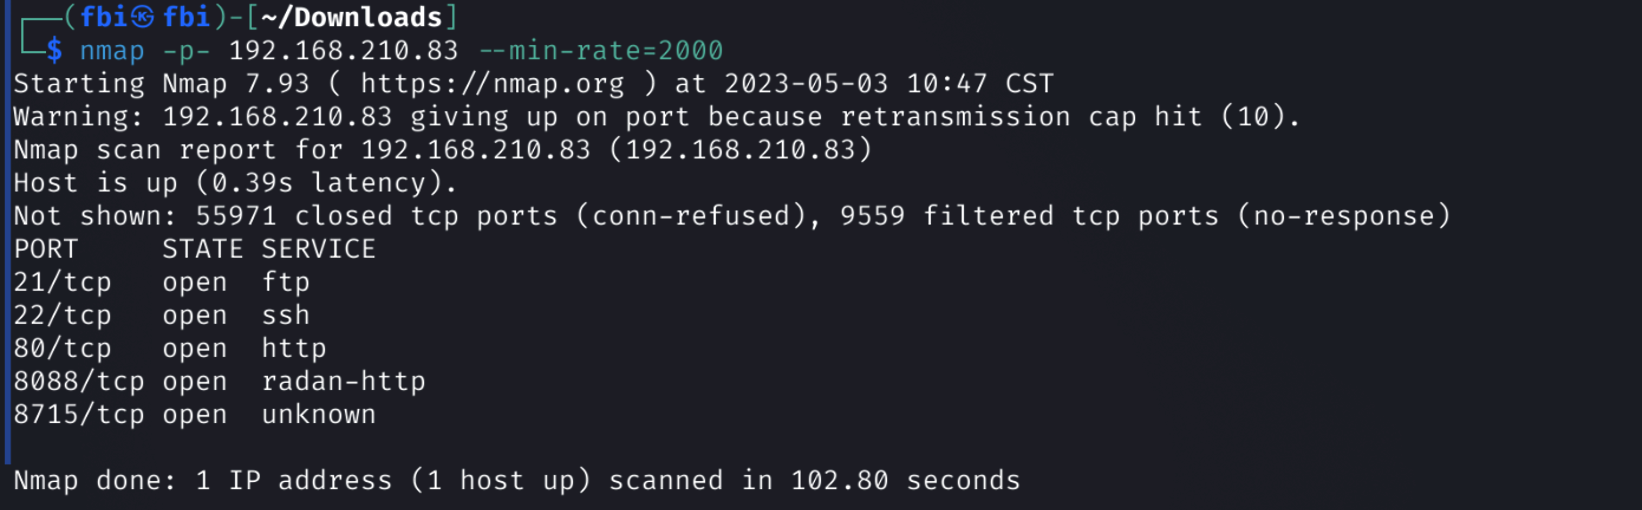 ┌──(fbi㉿fbi)-[~/Downloads]
└─$ nmap -p- 192.168.210.83 --min-rate=2000
Starting Nmap 7.93 ( https://nmap.org ) at 2023-05-03 10:47 CST
Warning: 192.168.210.83 giving up on port because retransmission cap hit (10).
Nmap scan report for 192.168.210.83 (192.168.210.83)
Host is up (0.39s latency).
Not shown: 55971 closed tcp ports (conn-refused), 9559 filtered tcp ports (no-response)
PORT     STATE SERVICE
21/tcp   open  ftp
22/tcp   open  ssh
80/tcp   open  http
8088/tcp open  radan-http
8715/tcp open  unknown
Nmap done: 1 IP address (1 host up) scanned in 102.80 seconds